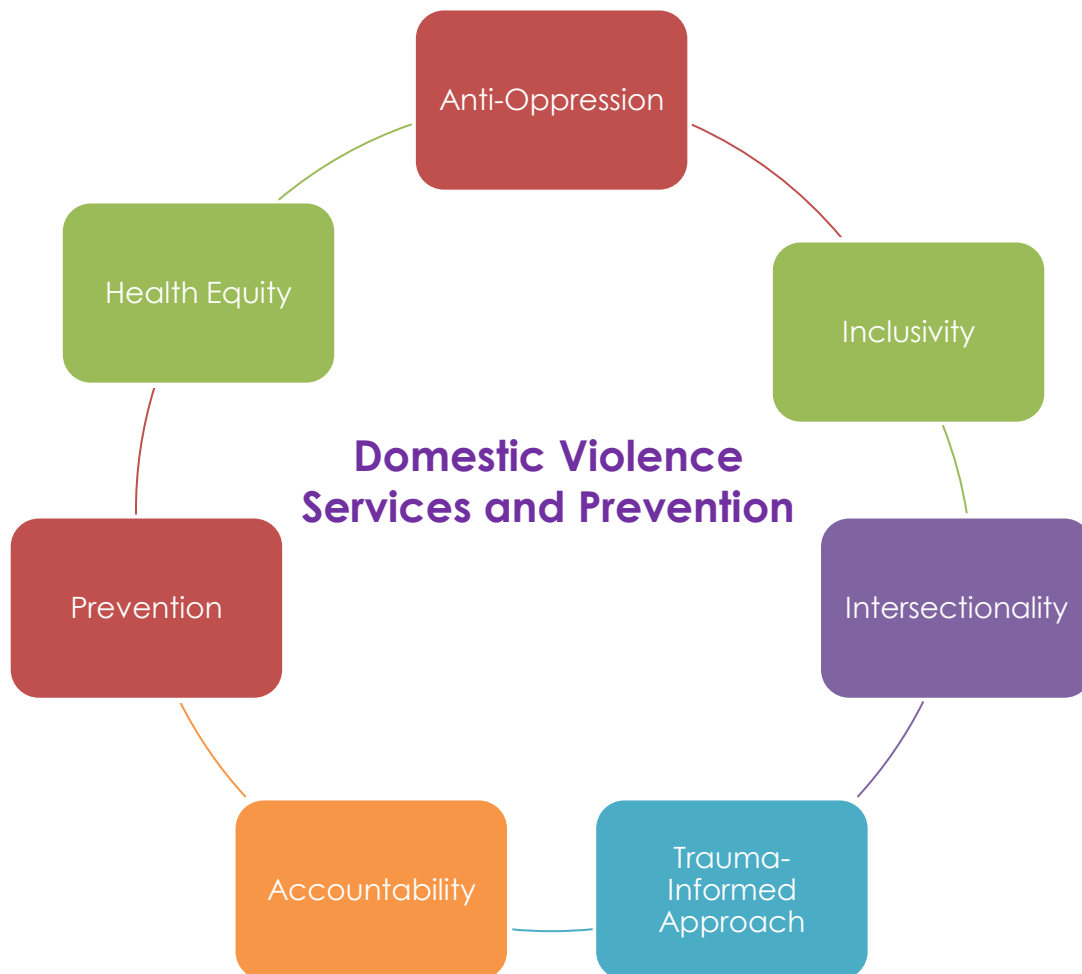 Anti-Oppression
Health Equity
Inclusivity
Domestic Violence
Services and Prevention
Prevention
Intersectionality
Accountability
Trauma-
Informed
Approach